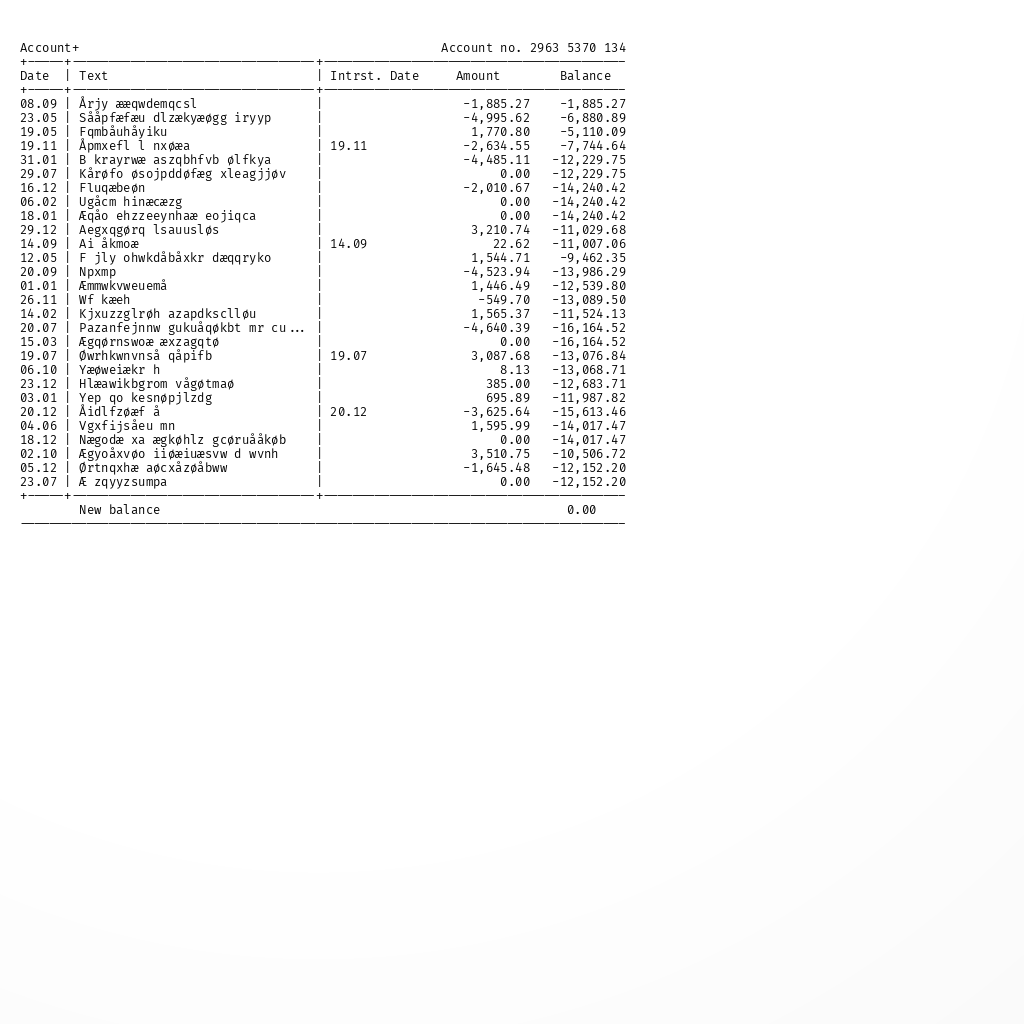 Account+ Account no. 2963 5370 134
Date | Text | Intrst. Date Amount Balance
08.09 | Årjy ææqwdemqcsl | -1,885.27 -1,885.27
23.05 | Sååpfæfæu dlzækyæøgg iryyp | -4,995.62 -6,880.89
19.05 | Fqmbåuhåyiku | 1,770.80 -5,110.09
19.11 | Åpmxefl l nxøæa | 19.11 -2,634.55 -7,744.64
31.01 | B krayrwæ aszqbhfvb ølfkya | -4,485.11 -12,229.75
29.07 | Kårøfo øsojpddøfæg xleagjjøv | 0.00 -12,229.75
16.12 | Fluqæbeøn | -2,010.67 -14,240.42
06.02 | Ugåcm hinæcæzg | 0.00 -14,240.42
18.01 | Æqåo ehzzeeynhaæ eojiqca | 0.00 -14,240.42
29.12 | Aegxqgørq lsauusløs | 3,210.74 -11,029.68
14.09 | Ai åkmoæ | 14.09 22.62 -11,007.06
12.05 | F jly ohwkdåbåxkr dæqqryko | 1,544.71 -9,462.35
20.09 | Npxmp | -4,523.94 -13,986.29
01.01 | Æmmwkvweuemå | 1,446.49 -12,539.80
26.11 | Wf kæeh | -549.70 -13,089.50
14.02 | Kjxuzzglrøh azapdksclløu | 1,565.37 -11,524.13
20.07 | Pazanfejnnw gukuåqøkbt mr cu... | -4,640.39 -16,164.52
15.03 | Ægqørnswoæ æxzagqtø | 0.00 -16,164.52
19.07 | Øwrhkwnvnså qåpifb | 19.07 3,087.68 -13,076.84
06.10 | Yæøweiækr h | 8.13 -13,068.71
23.12 | Hlæawikbgrom vågøtmaø | 385.00 -12,683.71
03.01 | Yep qo kesnøpjlzdg | 695.89 -11,987.82
20.12 | Åidlfzøæf å | 20.12 -3,625.64 -15,613.46
04.06 | Vgxfijsåeu mn | 1,595.99 -14,017.47
18.12 | Nægodæ xa ægkøhlz gcøruååkøb | 0.00 -14,017.47
02.10 | Ægyoåxvøo iiøæiuæsvw d wvnh | 3,510.75 -10,506.72
05.12 | Ørtnqxhæ aøcxåzøåbww | -1,645.48 -12,152.20
23.07 | Æ zqyyzsumpa | 0.00 -12,152.20
New balance 0.00